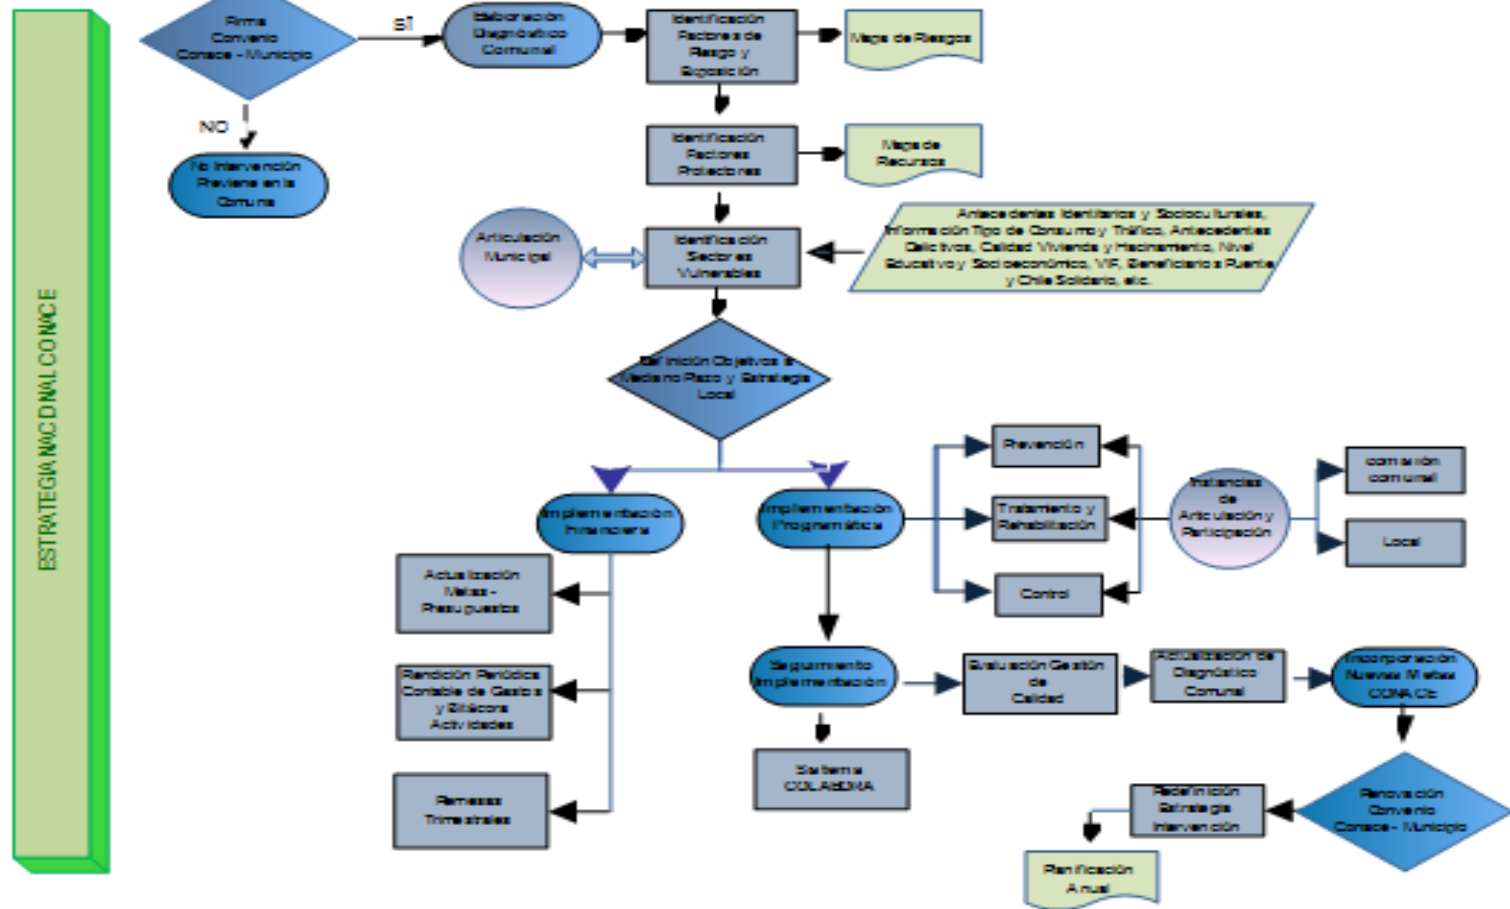 ESTRATEGIA NACIONAL CONACE
Firma
Convenio
Conace - Municipio
SÍ
NO
No Intervención
Previene en la
Comuna
Elaboración
Diagnóstico
Comunal
Identificación
Factores de
Riesgo y
Exposición
Mapa de Riesgos
Identificación
Factores
Protectores
Mapa de
Recursos
Articulación
Municipal
Identificación
Sectores
Vulnerables
Antecedentes Identitarios y Socioculturales,
Información Tipo de Consumo y Tráfico, Antecedentes
Delictivos, Calidad Vivienda y Hacinamiento, Nivel
Educativo y Socioeconómico, VIF, Beneficiarios Puente
y Chile Solidario, etc.
Definición Objetivos a
Mediano Plazo y Estrategia
Local
Implementación
Financiera
Implementación
Programática
Prevención
Tratamiento y
Rehabilitación
Control
Instancias
de
Articulación y
Participación
comisión
comunal
Local
Actualización
Metas -
Presupuestos
Rendición Periódica
Contable de Gastos
y Bitácora
Actividades
Remesas
Trimestrales
Seguimiento
Implementación
Evaluación Gestión
de
Calidad
Actualización de
Diagnóstico
Comunal
Incorporación
Nuevas Metas
CONACE
Sistema
COLABORA
Renovación
Convenio
Conace - Municipio
Redefinición
Estrategia
Intervención
Planificación
Anual